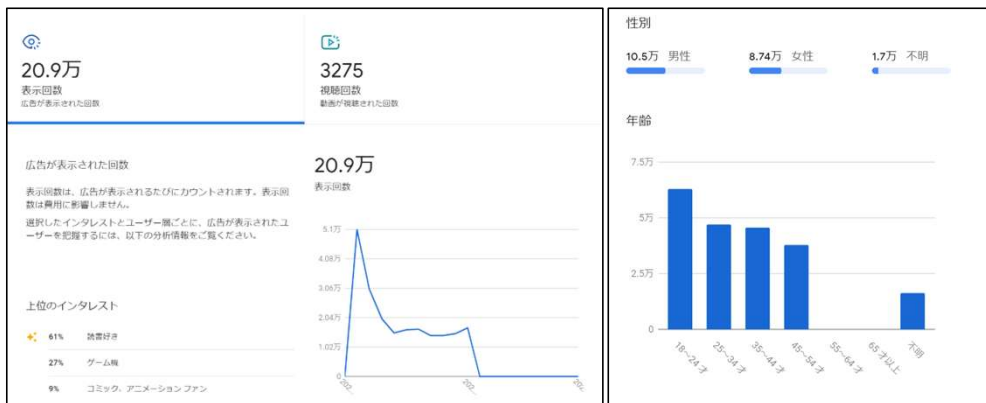 20.9万
表示回数
広告が表示された回数
3275
視聴回数
動画が視聴された回数
広告が表示された回数
表示回数は、広告が表示されるたびにカウントされます。表示回
数は費用に影響しません。
選択したインタレストとユーザー層ごとに、広告が表示されたユ
ーザーを把握するには、以下の分析情報をご覧ください。
上位のインタレスト
61% 読書好き
27% ゲーム機
9% コミック、アニメーション ファン
20.9万
表示回数
5.1万
4.08万
3.06万
2.04万
1.02万
0
202...
202...
性別
10.5万 男性
8.74万 女性
1.7万 不明
年齢
7.5万
5万
2.5万
0
18～24 才
25～34 才
35～44 才
45～54 才
55～64 才
65 才以上
不明